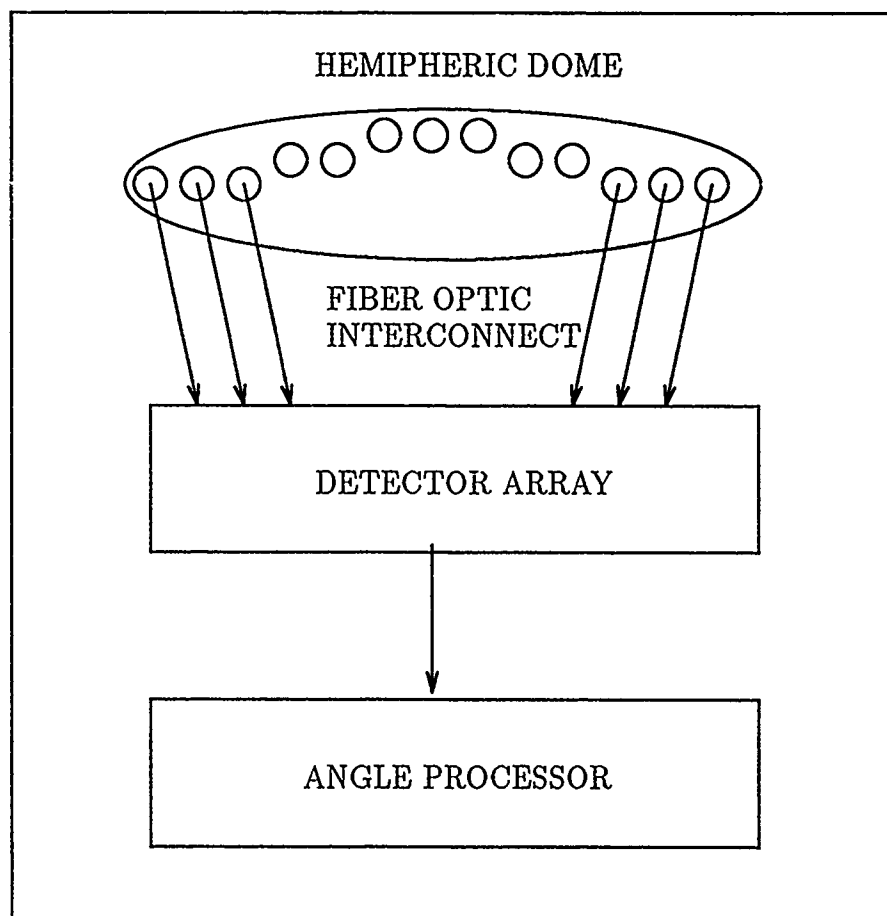 HEMIPHERIC DOME
FIBER OPTIC
INTERCONNECT
DETECTOR ARRAY
ANGLE PROCESSOR